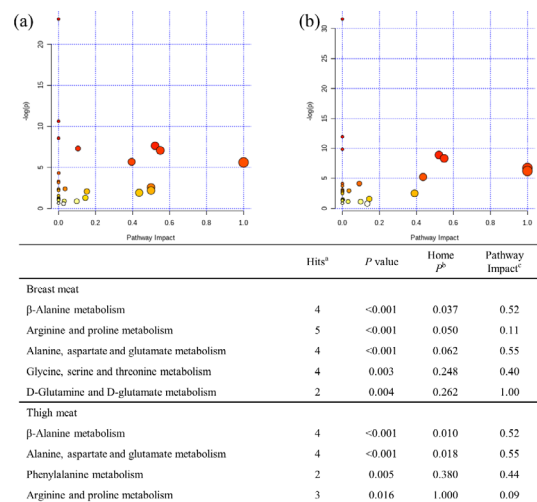 (a)
(b)
-log(p)
0
5
10
15
20
0.0
0.2
0.4
0.6
0.8
1.0
Pathway Impact
-log(p)
0
5
10
15
20
25
30
0.0
0.2
0.4
0.6
0.8
1.0
Pathway Impact
Hitsᵃ P value Home Pᵇ Pathway Impactᶜ
Breast meat
β-Alanine metabolism 4 <0.001 0.037 0.52
Arginine and proline metabolism 5 <0.001 0.050 0.11
Alanine, aspartate and glutamate metabolism 4 <0.001 0.062 0.55
Glycine, serine and threonine metabolism 4 0.003 0.248 0.40
D-Glutamine and D-glutamate metabolism 2 0.004 0.262 1.00
Thigh meat
β-Alanine metabolism 4 <0.001 0.010 0.52
Alanine, aspartate and glutamate metabolism 4 <0.001 0.018 0.55
Phenylalanine metabolism 2 0.005 0.380 0.44
Arginine and proline metabolism 3 0.016 1.000 0.09